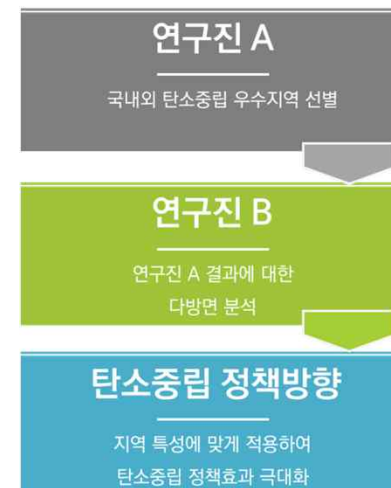 연구진 A
국내외 탄소중립 우수지역 선별
연구진 B
연구진 A 결과에 대한
다방면 분석
탄소중립 정책방향
지역 특성에 맞게 적용하여
탄소중립 정책효과 극대화